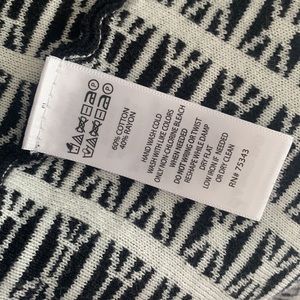 60% COTTON
40% RAYON
HAND WASH COLD
WASH WITH LIKE COLORS
ONLY NON-CHLORINE BLEACH
WHEN NEEDED
DO NOT WRING OR TWIST
RESHAPE WHILE DAMP
DRY FLAT
LOW IRON IF NEEDED
OR DRY CLEAN
RN# 75343